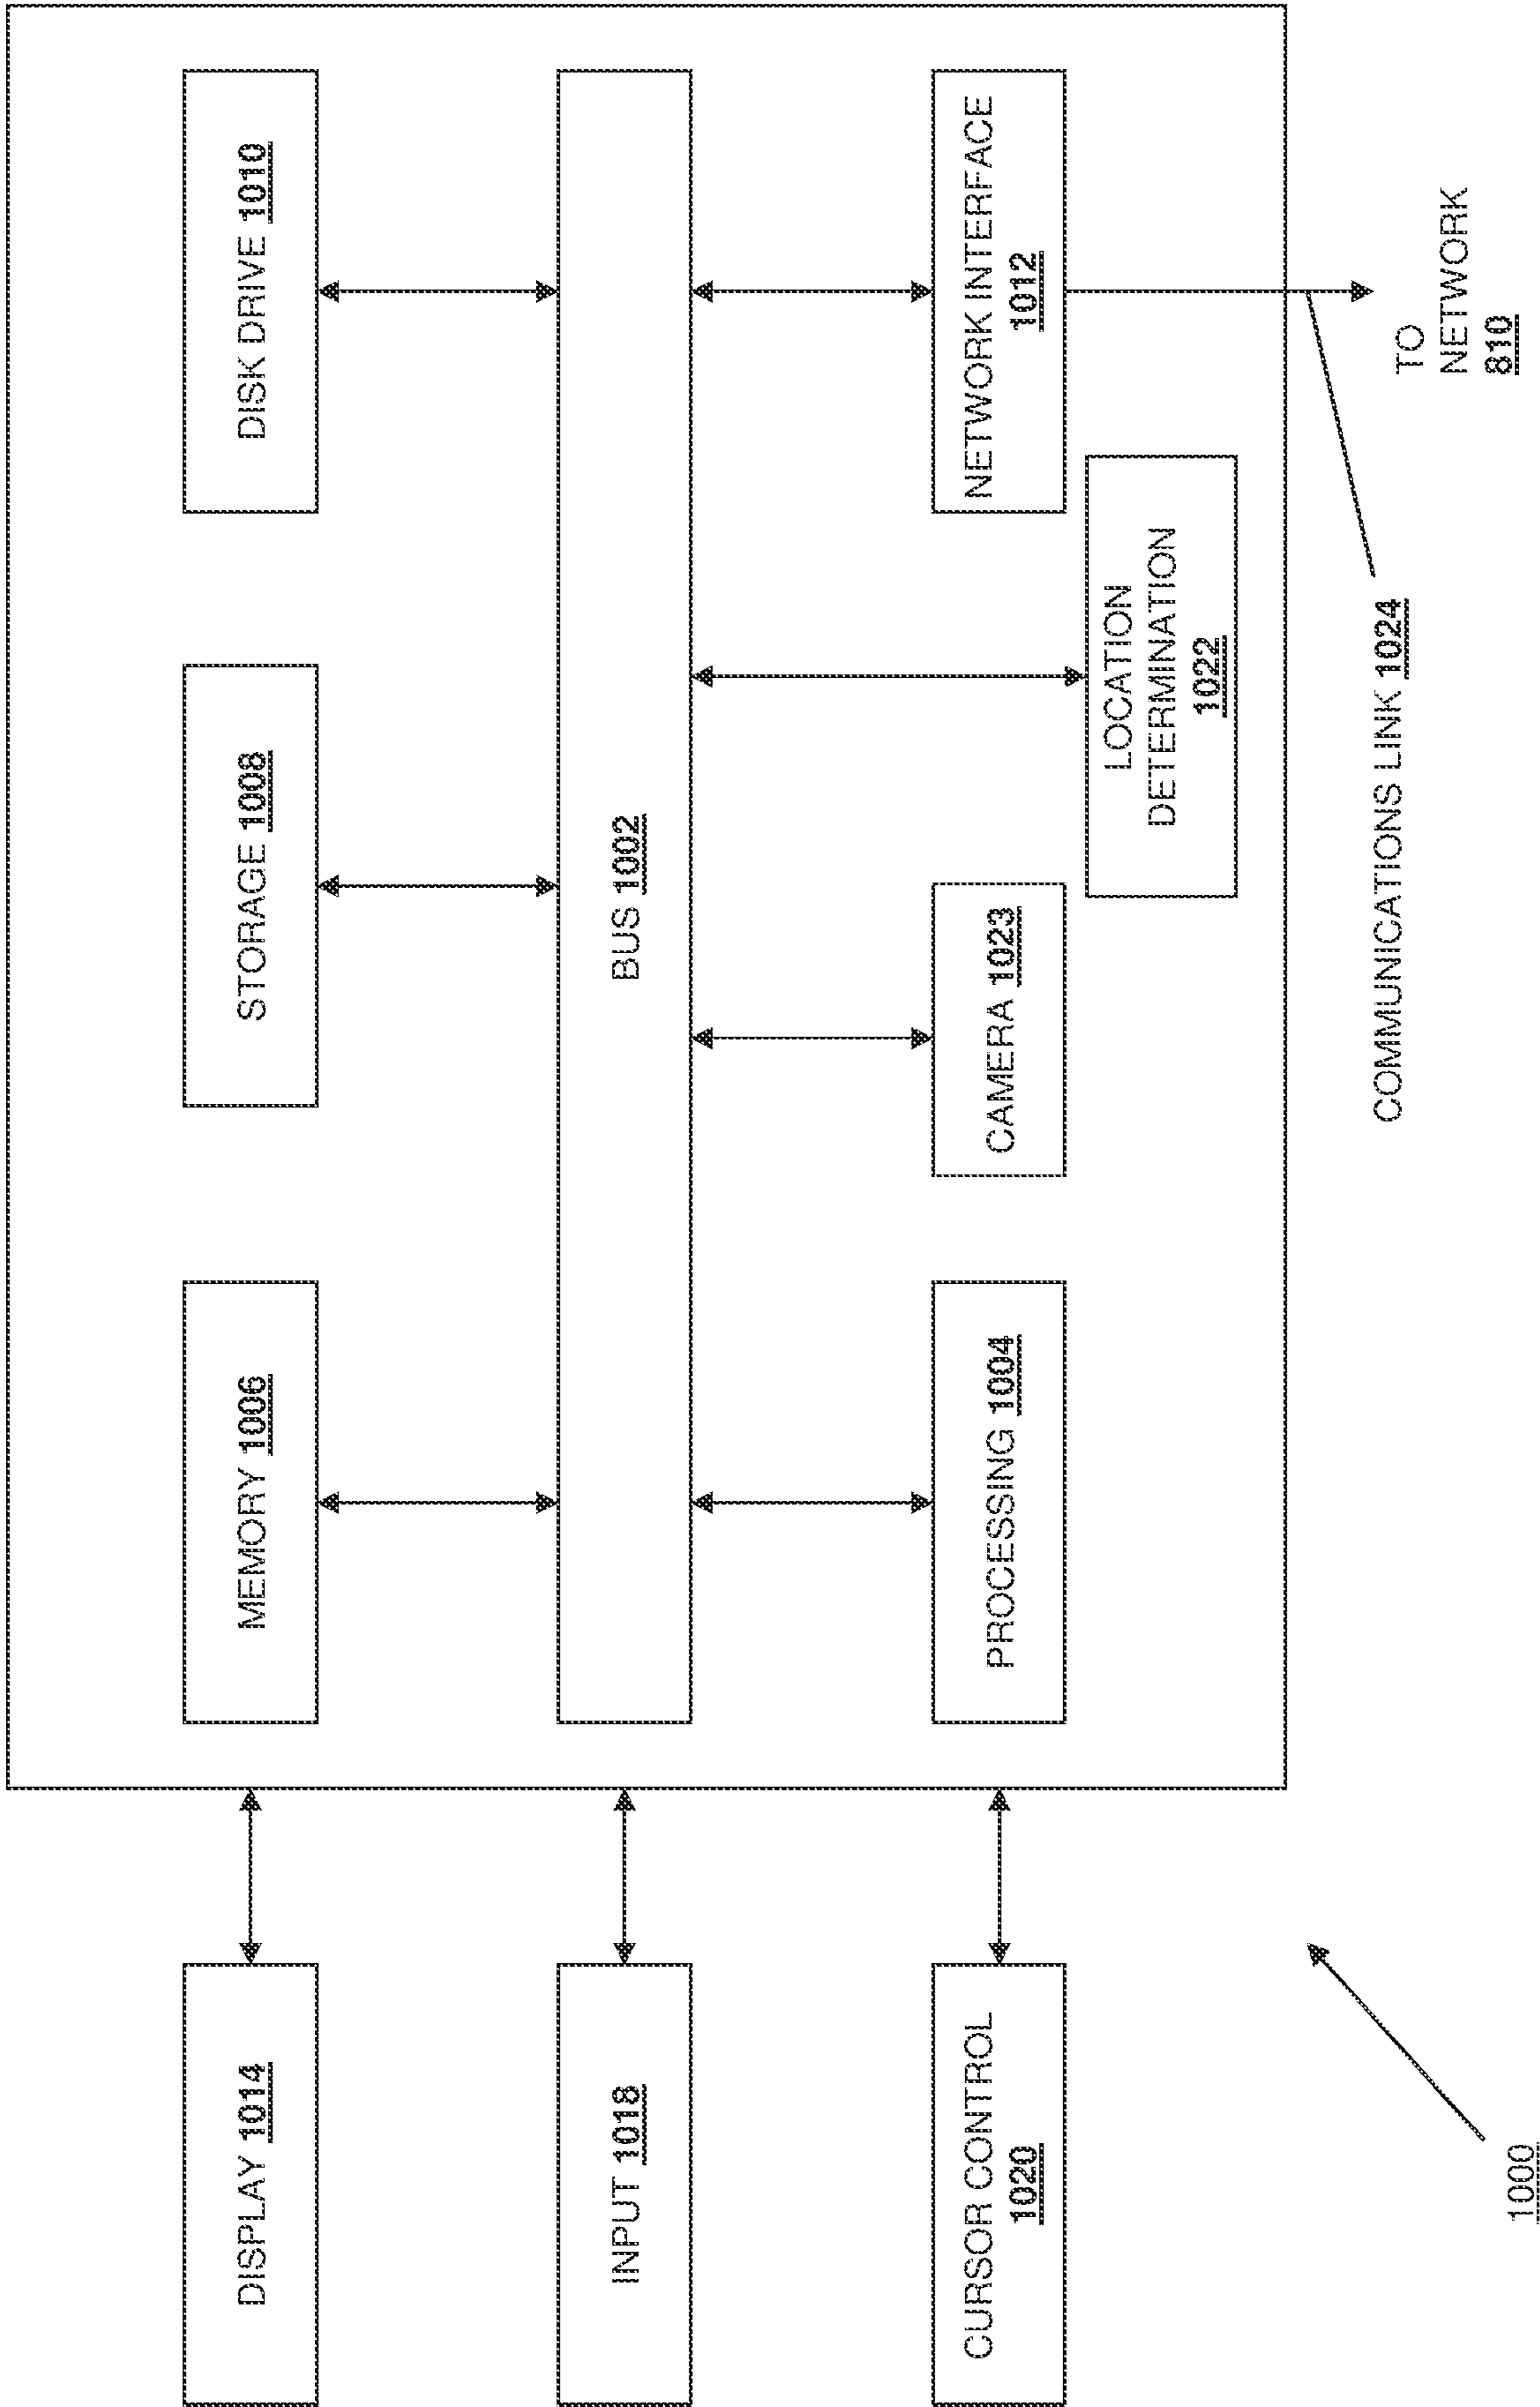 DISPLAY 1014
MEMORY 1006
STORAGE 1008
DISK DRIVE 1010
INPUT 1018
BUS 1002
CURSOR CONTROL
1020
PROCESSING 1004
CAMERA 1023
NETWORK INTERFACE
1012
LOCATION
DETERMINATION
1022
COMMUNICATIONS LINK 1024
TO
NETWORK
810
1000